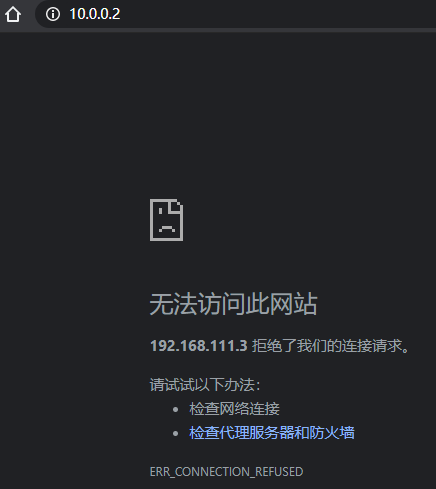 10.0.0.2
无法访问此网站
192.168.111.3 拒绝了我们的连接请求。
请试试以下办法：
检查网络连接
检查代理服务器和防火墙
ERR_CONNECTION_REFUSED